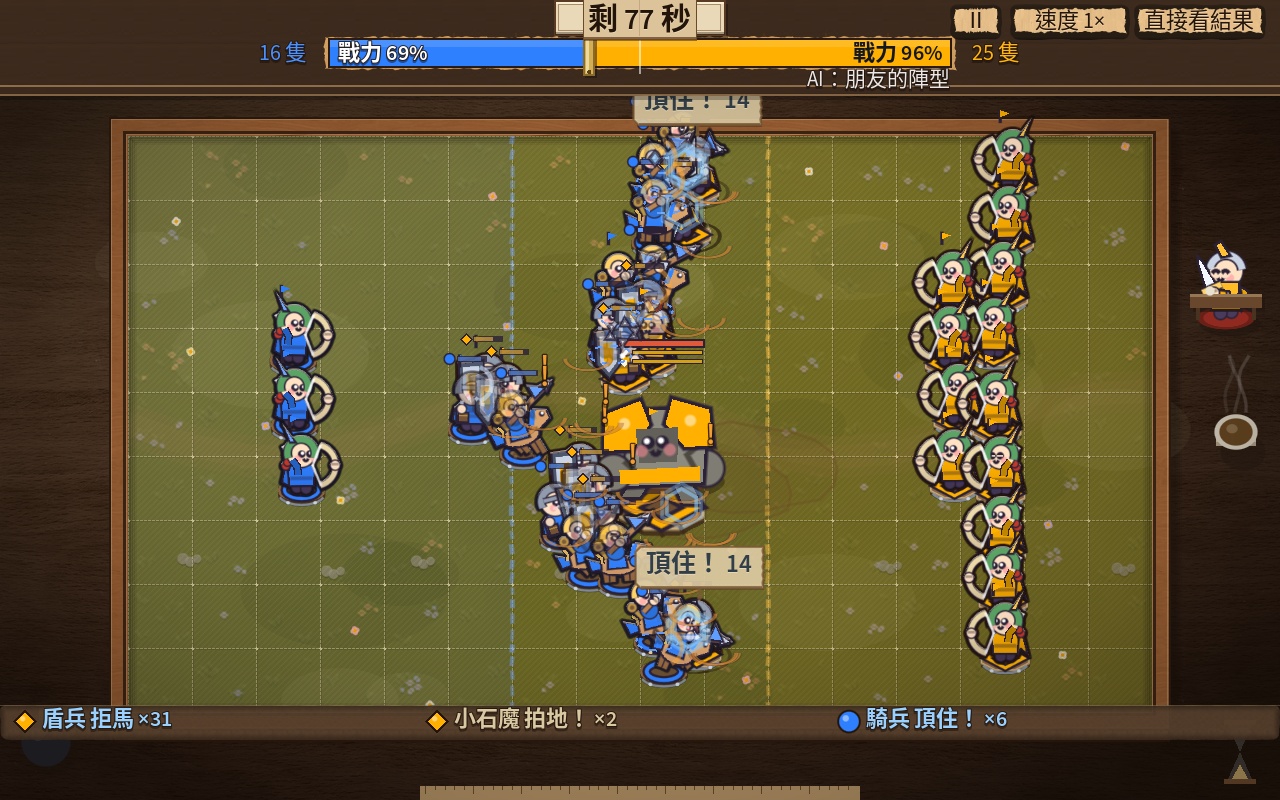 剩 77 秒
II
速度 1×
直接看結果
16 隻
戰力 69%
戰力 96%
25 隻
AI：朋友的陣型
頂住！ 14
頂住！ 14
盾兵 拒馬 ×31
小石魔 拍地！ ×2
騎兵 頂住！ ×6